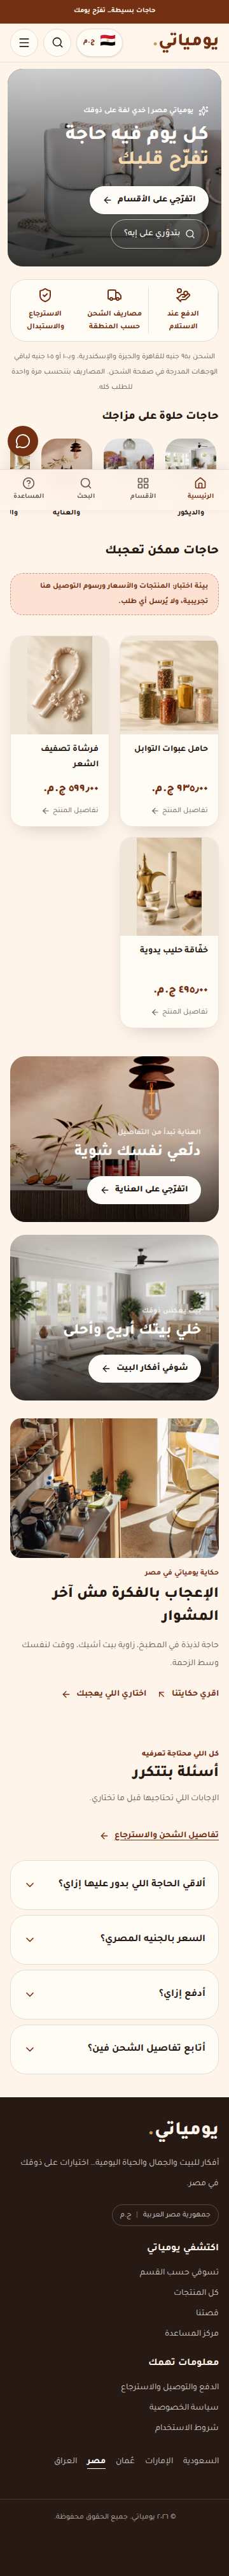 حاجات بسيطة… تفرّح يومك
يومياتي.
ج.م
يومياتي مصر | خدي لفة على ذوقك
كل يوم فيه حاجة
تفرّح قلبك
اتفرّجي على الأقسام
بتدوّري على إيه؟
الدفع عند الاستلام
مصاريف الشحن حسب المنطقة
الاسترجاع والاستبدال
الشحن ٩٥ جنيه للقاهرة والجيزة والإسكندرية، و١٠٥ أو ١١٥ جنيه لباقي
الوجهات المدرجة في صفحة الشحن. المصاريف بتتحسب مرة واحدة
للطلب كله.
حاجات حلوة على مزاجك
الرئيسية
الأقسام
البحث
المساعدة
والديكور
والعناية
حاجات ممكن تعجبك
بيئة اختبار: المنتجات والأسعار ورسوم التوصيل هنا
تجريبية، ولا يُرسل أي طلب.
حامل عبوات التوابل
٩٣٥٫٠٠ ج.م.
تفاصيل المنتج
فرشاة تصفيف الشعر
٥٩٩٫٠٠ ج.م.
تفاصيل المنتج
خفّاقة حليب يدوية
٤٩٥٫٠٠ ج.م.
تفاصيل المنتج
العناية تبدأ من التفاصيل
دلّعي نفسك شوية
اتفرّجي على العناية
خلي بيتك أريح وأحلى
شوفي أفكار البيت
حكاية يومياتي في مصر
الإعجاب بالفكرة مش آخر
المشوار
حاجة لذيذة في المطبخ، زاوية بيت أشيك، ووقت لنفسك
وسط الزحمة.
اقري حكايتنا
اختاري اللي يعجبك
كل اللي محتاجة تعرفيه
أسئلة بتتكرر
الإجابات اللي تحتاجيها قبل ما تختاري.
تفاصيل الشحن والاسترجاع
ألاقي الحاجة اللي بدور عليها إزاي؟
السعر بالجنيه المصري؟
أدفع إزاي؟
أتابع تفاصيل الشحن فين؟
يومياتي.
أفكار للبيت والجمال والحياة اليومية… اختيارات على ذوقك
في مصر.
جمهورية مصر العربية | ج.م
اكتشفي يومياتي
تسوقي حسب القسم
كل المنتجات
قصتنا
مركز المساعدة
معلومات تهمك
الدفع والتوصيل والاسترجاع
سياسة الخصوصية
شروط الاستخدام
السعودية
الإمارات
عُمان
مصر
العراق
© ٢٠٢٦ يومياتي. جميع الحقوق محفوظة.